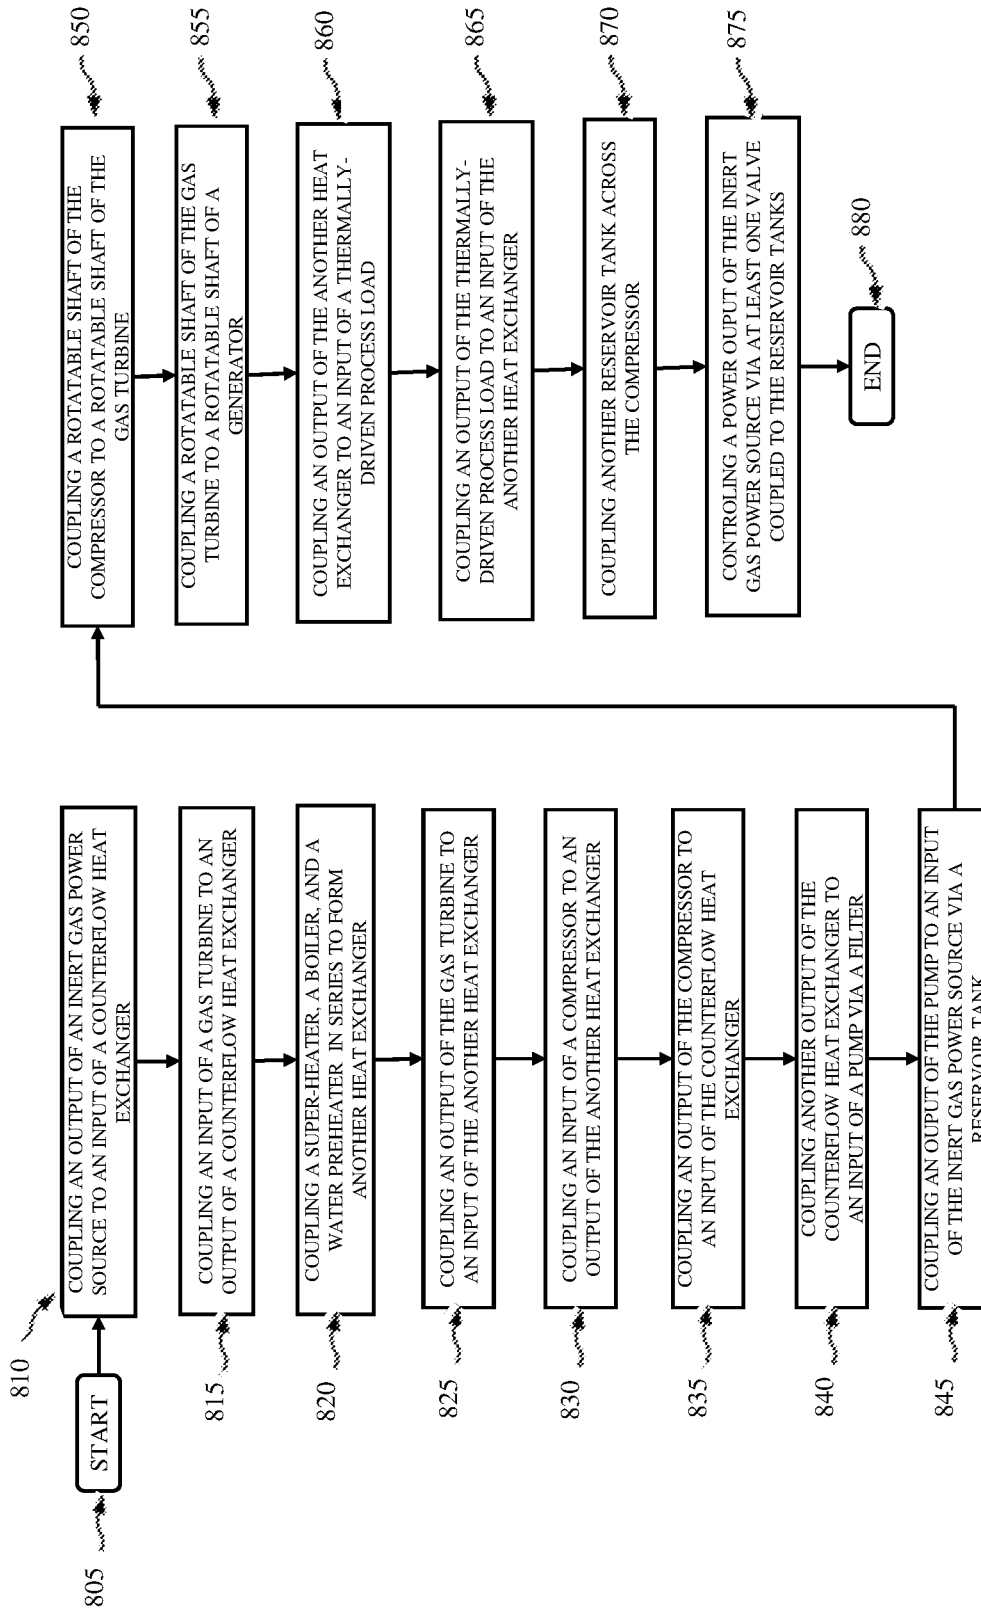 805
START
810
COUPLING AN OUTPUT OF AN INERT GAS POWER
SOURCE TO AN INPUT OF A COUNTERFLOW HEAT
EXCHANGER
815
COUPLING AN INPUT OF A GAS TURBINE TO AN
OUTPUT OF A COUNTERFLOW HEAT EXCHANGER
820
COUPLING A SUPER-HEATER, A BOILER, AND A
WATER PREHEATER IN SERIES TO FORM
ANOTHER HEAT EXCHANGER
825
COUPLING AN OUTPUT OF THE GAS TURBINE TO
AN INPUT OF THE ANOTHER HEAT EXCHANGER
830
COUPLING AN INPUT OF A COMPRESSOR TO AN
OUTPUT OF THE ANOTHER HEAT EXCHANGER
835
COUPLING AN OUTPUT OF THE COMPRESSOR TO
AN INPUT OF THE COUNTERFLOW HEAT
EXCHANGER
840
COUPLING ANOTHER OUTPUT OF THE
COUNTERFLOW HEAT EXCHANGER TO
AN INPUT OF A PUMP VIA A FILTER
845
COUPLING AN OUPUT OF THE PUMP TO AN INPUT
OF THE INERT GAS POWER SOURCE VIA A
RESERVOIR TANK
850
COUPLING A ROTATABLE SHAFT OF THE
COMPRESSOR TO A ROTATABLE SHAFT OF THE
GAS TURBINE
855
COUPLING A ROTATABLE SHAFT OF THE GAS
TURBINE TO A ROTATABLE SHAFT OF A
GENERATOR
860
COUPLING AN OUTPUT OF THE ANOTHER HEAT
EXCHANGER TO AN INPUT OF A THERMALLY-
DRIVEN PROCESS LOAD
865
COUPLING AN OUTPUT OF THE THERMALLY-
DRIVEN PROCESS LOAD TO AN INPUT OF THE
ANOTHER HEAT EXCHANGER
870
COUPLING ANOTHER RESERVOIR TANK ACROSS
THE COMPRESSOR
875
CONTROLING A POWER OUPUT OF THE INERT
GAS POWER SOURCE VIA AT LEAST ONE VALVE
COUPLED TO THE RESERVOIR TANKS
880
END